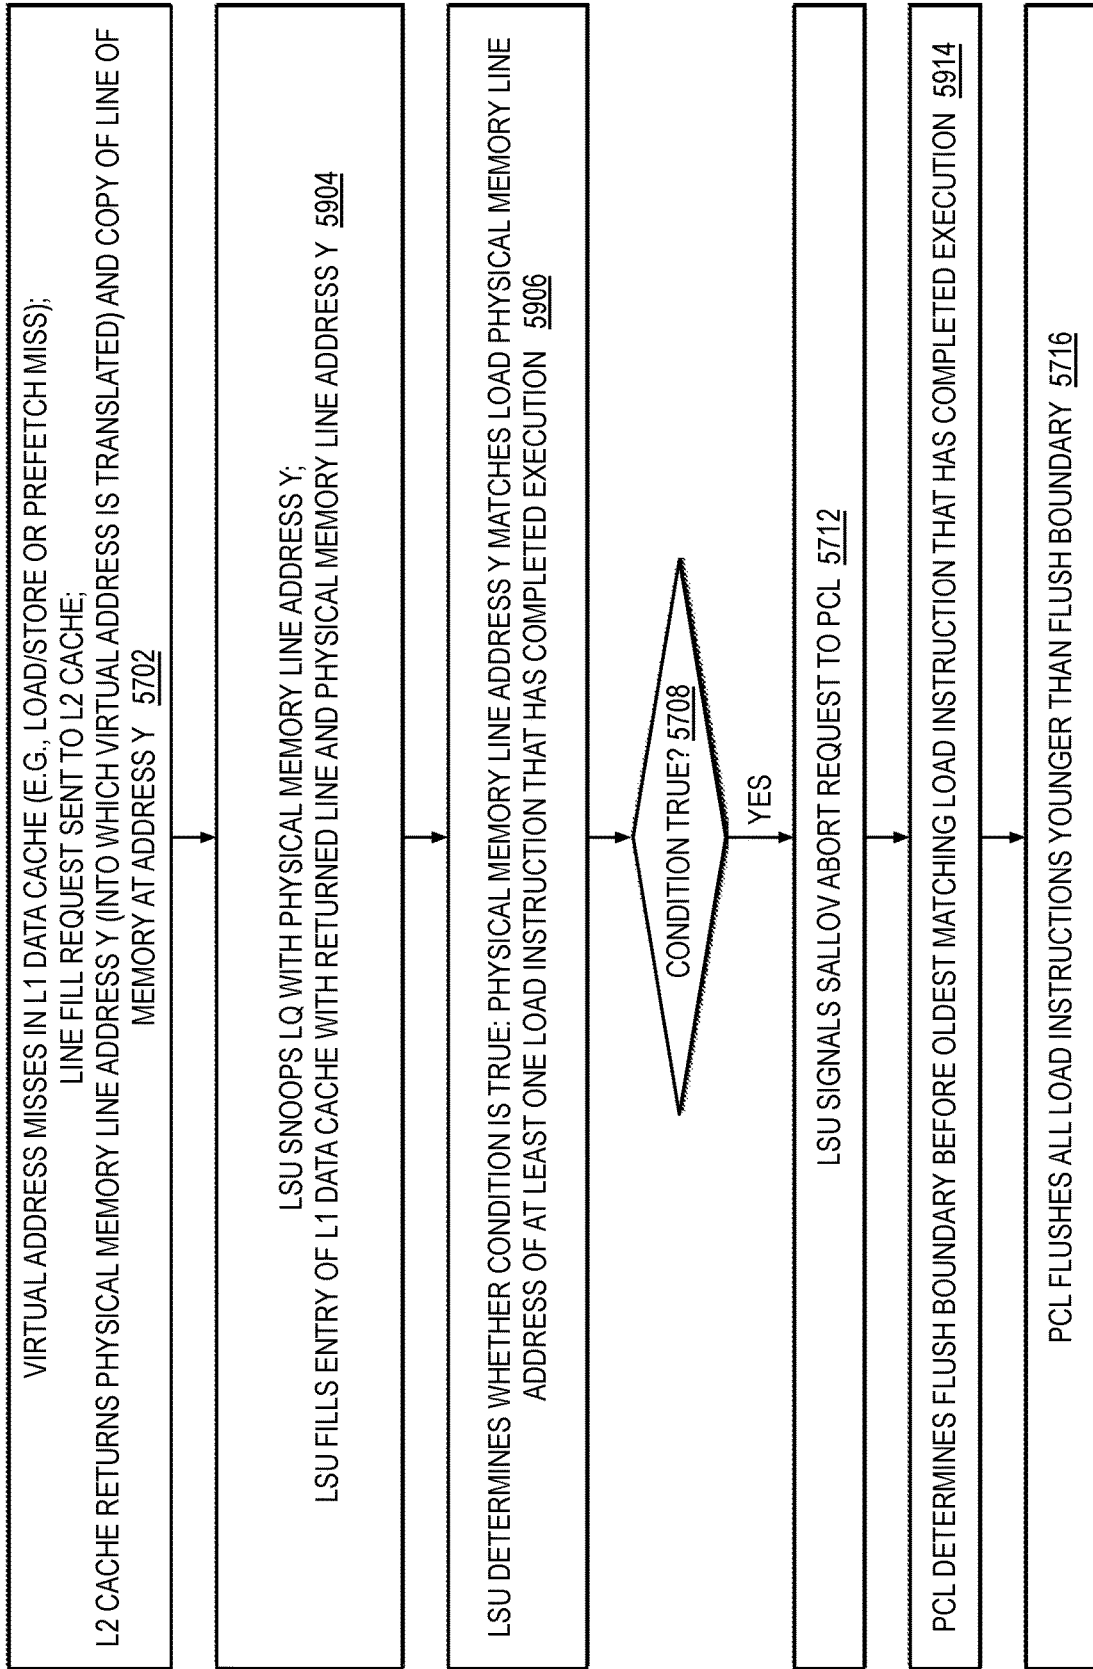 VIRTUAL ADDRESS MISSES IN L1 DATA CACHE (E.G., LOAD/STORE OR PREFETCH MISS);
LINE FILL REQUEST SENT TO L2 CACHE;
L2 CACHE RETURNS PHYSICAL MEMORY LINE ADDRESS Y (INTO WHICH VIRTUAL ADDRESS IS TRANSLATED) AND COPY OF LINE OF
MEMORY AT ADDRESS Y 5702
LSU SNOOPS LQ WITH PHYSICAL MEMORY LINE ADDRESS Y;
LSU FILLS ENTRY OF L1 DATA CACHE WITH RETURNED LINE AND PHYSICAL MEMORY LINE ADDRESS Y 5904
LSU DETERMINES WHETHER CONDITION IS TRUE: PHYSICAL MEMORY LINE ADDRESS Y MATCHES LOAD PHYSICAL MEMORY LINE
ADDRESS OF AT LEAST ONE LOAD INSTRUCTION THAT HAS COMPLETED EXECUTION 5906
CONDITION TRUE? 5708
YES
LSU SIGNALS SALLOV ABORT REQUEST TO PCL 5712
PCL DETERMINES FLUSH BOUNDARY BEFORE OLDEST MATCHING LOAD INSTRUCTION THAT HAS COMPLETED EXECUTION 5914
PCL FLUSHES ALL LOAD INSTRUCTIONS YOUNGER THAN FLUSH BOUNDARY 5716